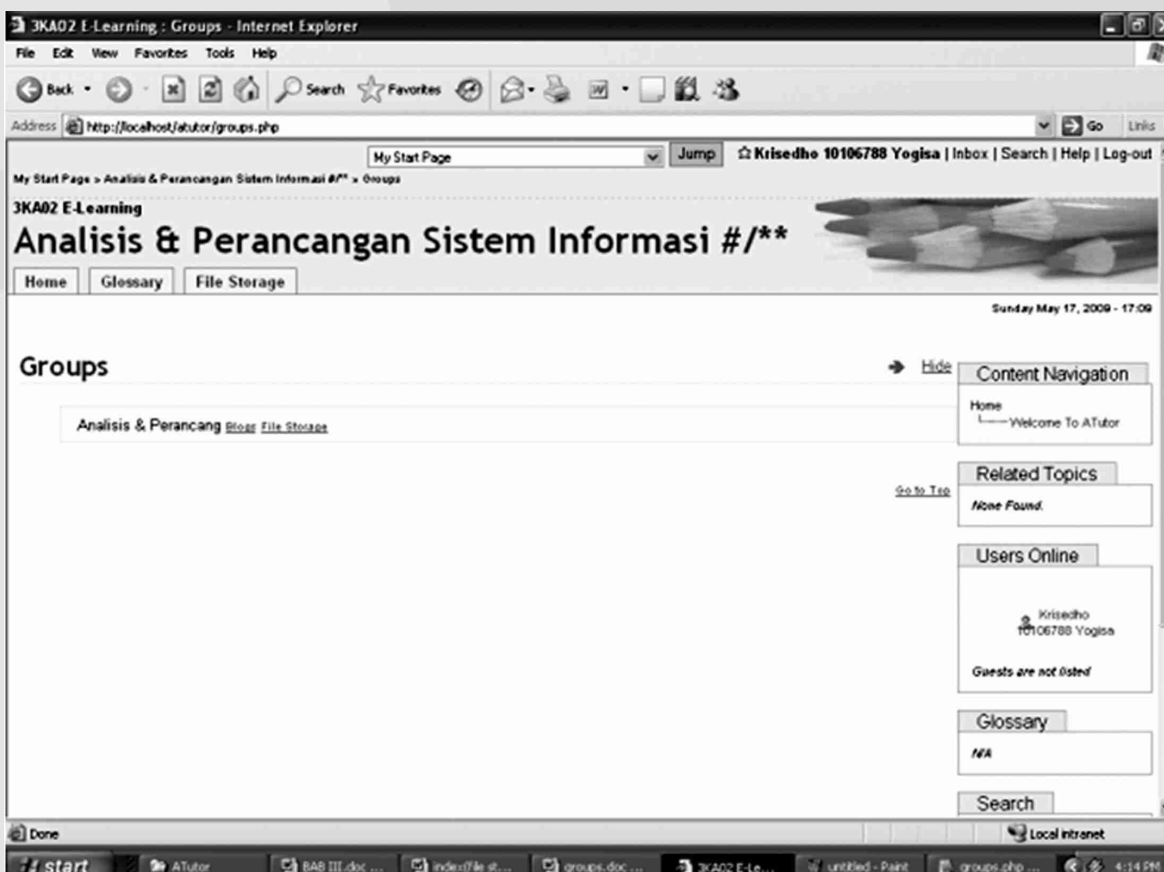 3KA02 E-Learning : Groups - Internet Explorer
File Edit View Favorites Tools Help
Back Search Favorites
Address http://localhost/atutor/groups.php Go Links
My Start Page Jump Krisedho 10106788 Yogisa | Inbox | Search | Help | Log-out
My Start Page > Analisis & Perancangan Sistem Informasi #/** > Groups
3KA02 E-Learning
Analisis & Perancangan Sistem Informasi #/**
Home Glossary File Storage
Sunday May 17, 2009 - 17:09
Groups
Hide
Analisis & Perancang Blogs File Storage
Go to Top
Content Navigation
Home
Welcome To ATutor
Related Topics
None Found.
Users Online
Krisedho
10106788 Yogisa
Guests are not listed
Glossary
N/A
Search
Done Local intranet
start ATutor BAB III.doc ... index(file st... groups.doc ... 3KA02 E-Le... untitled - Paint groups.php ... 4:14 PM